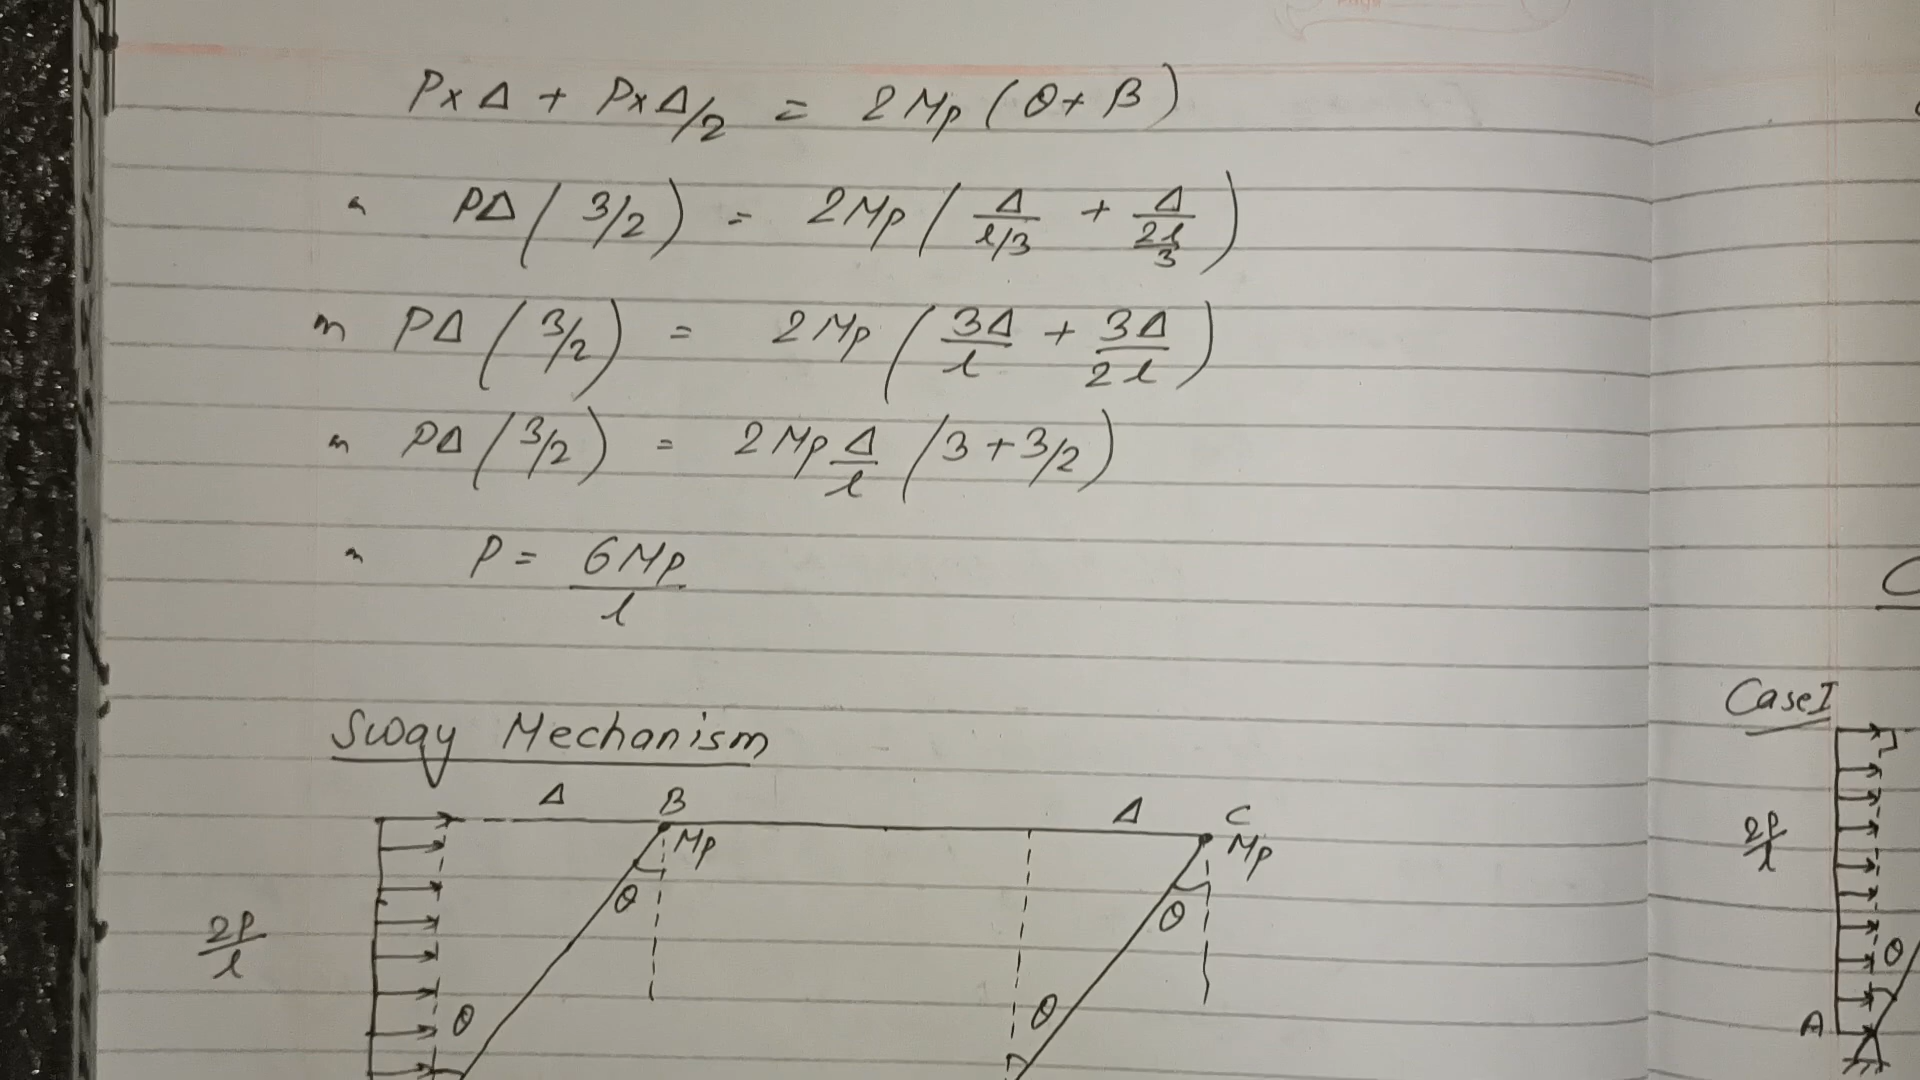 P×Δ + P×Δ/2 = 2Mp(θ+β)
" PΔ(3/2) = 2Mp(Δ/l/3 + Δ/2l/3)
" PΔ(3/2) = 2Mp(3Δ/l + 3Δ/2l)
" PΔ(3/2) = 2MpΔ/l(3+3/2)
" P = 6Mp/l
Sway Mechanism
Δ B Δ C
Mp Mp
θ θ
2P/l
θ θ
Case I
2P/l
θ
A